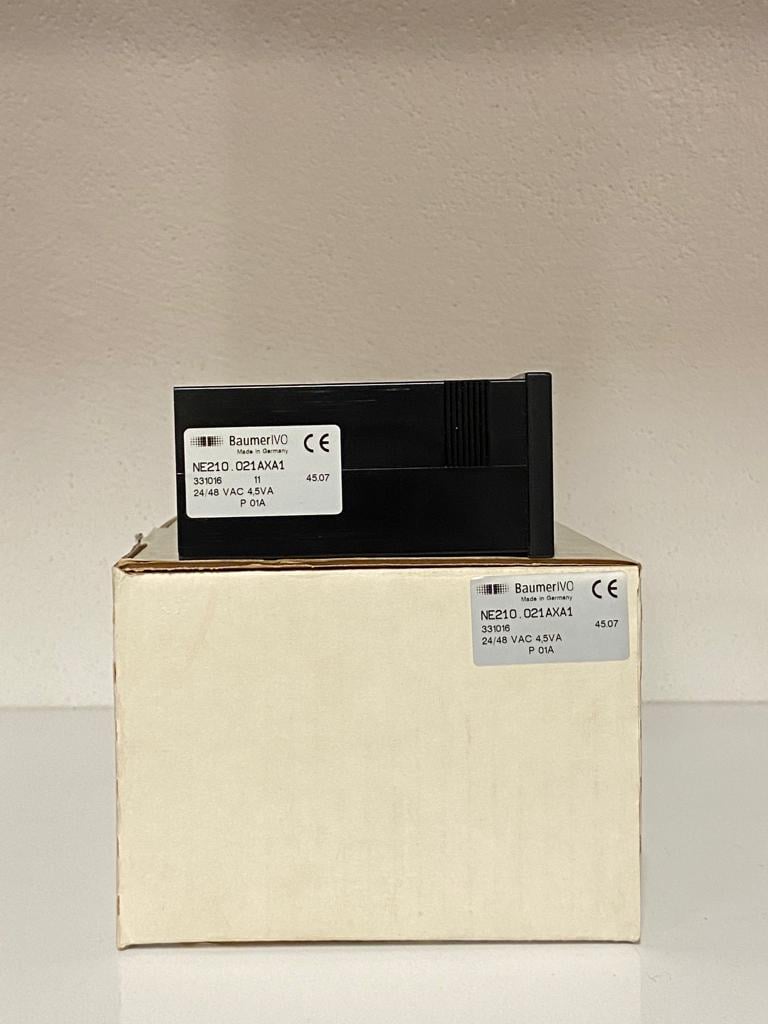 BaumerIVO CE
Made in Germany
NE210.021AXA1
331016 11 45.07
24/48 VAC 4,5VA
P 01A
BaumerIVO CE
Made in Germany
NE210.021AXA1
331016 45.07
24/48 VAC 4,5VA
P 01A